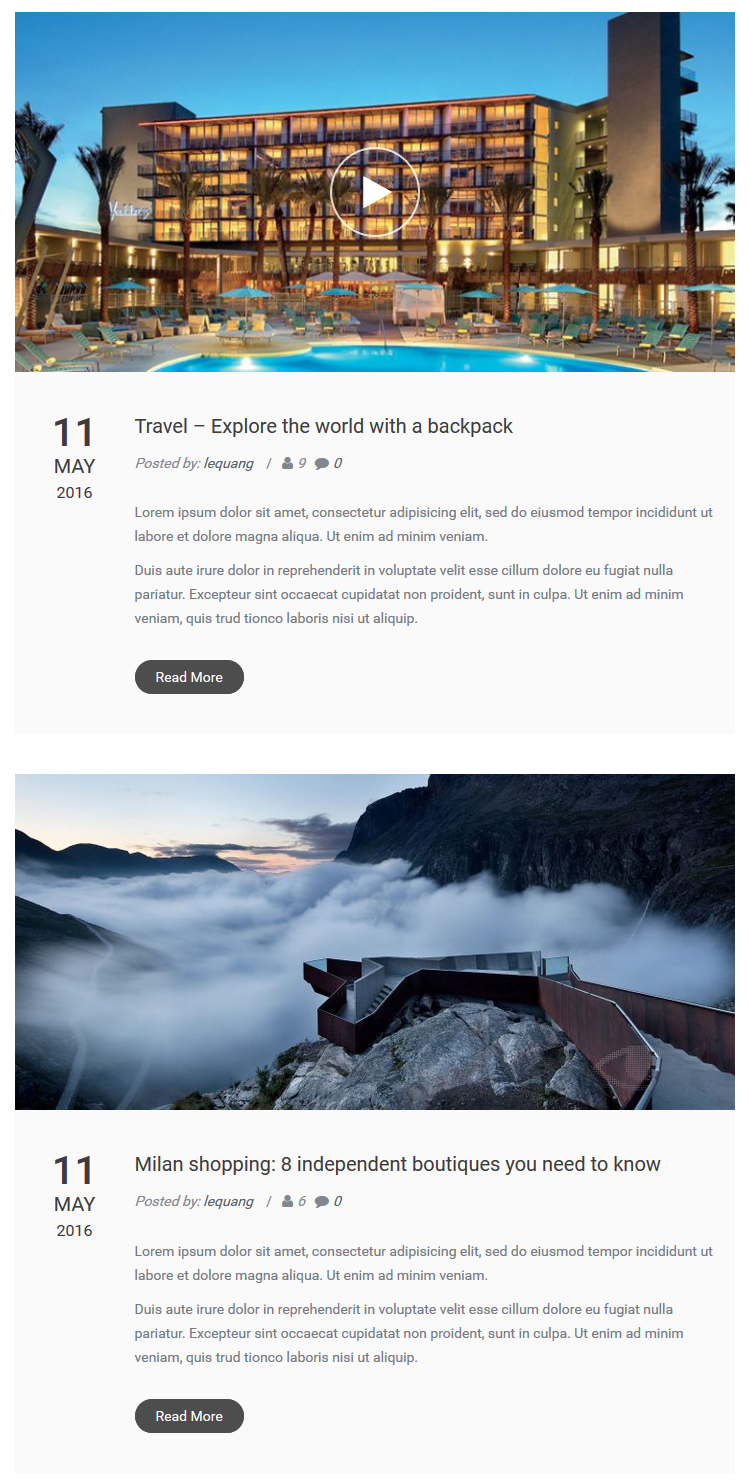 11
MAY
2016
Travel – Explore the world with a backpack
Posted by: lequang / 9 0
Lorem ipsum dolor sit amet, consectetur adipisicing elit, sed do eiusmod tempor incididunt ut
labore et dolore magna aliqua. Ut enim ad minim veniam.
Duis aute irure dolor in reprehenderit in voluptate velit esse cillum dolore eu fugiat nulla
pariatur. Excepteur sint occaecat cupidatat non proident, sunt in culpa. Ut enim ad minim
veniam, quis trud tionco laboris nisi ut aliquip.
Read More
11
MAY
2016
Milan shopping: 8 independent boutiques you need to know
Posted by: lequang / 6 0
Lorem ipsum dolor sit amet, consectetur adipisicing elit, sed do eiusmod tempor incididunt ut
labore et dolore magna aliqua. Ut enim ad minim veniam.
Duis aute irure dolor in reprehenderit in voluptate velit esse cillum dolore eu fugiat nulla
pariatur. Excepteur sint occaecat cupidatat non proident, sunt in culpa. Ut enim ad minim
veniam, quis trud tionco laboris nisi ut aliquip.
Read More